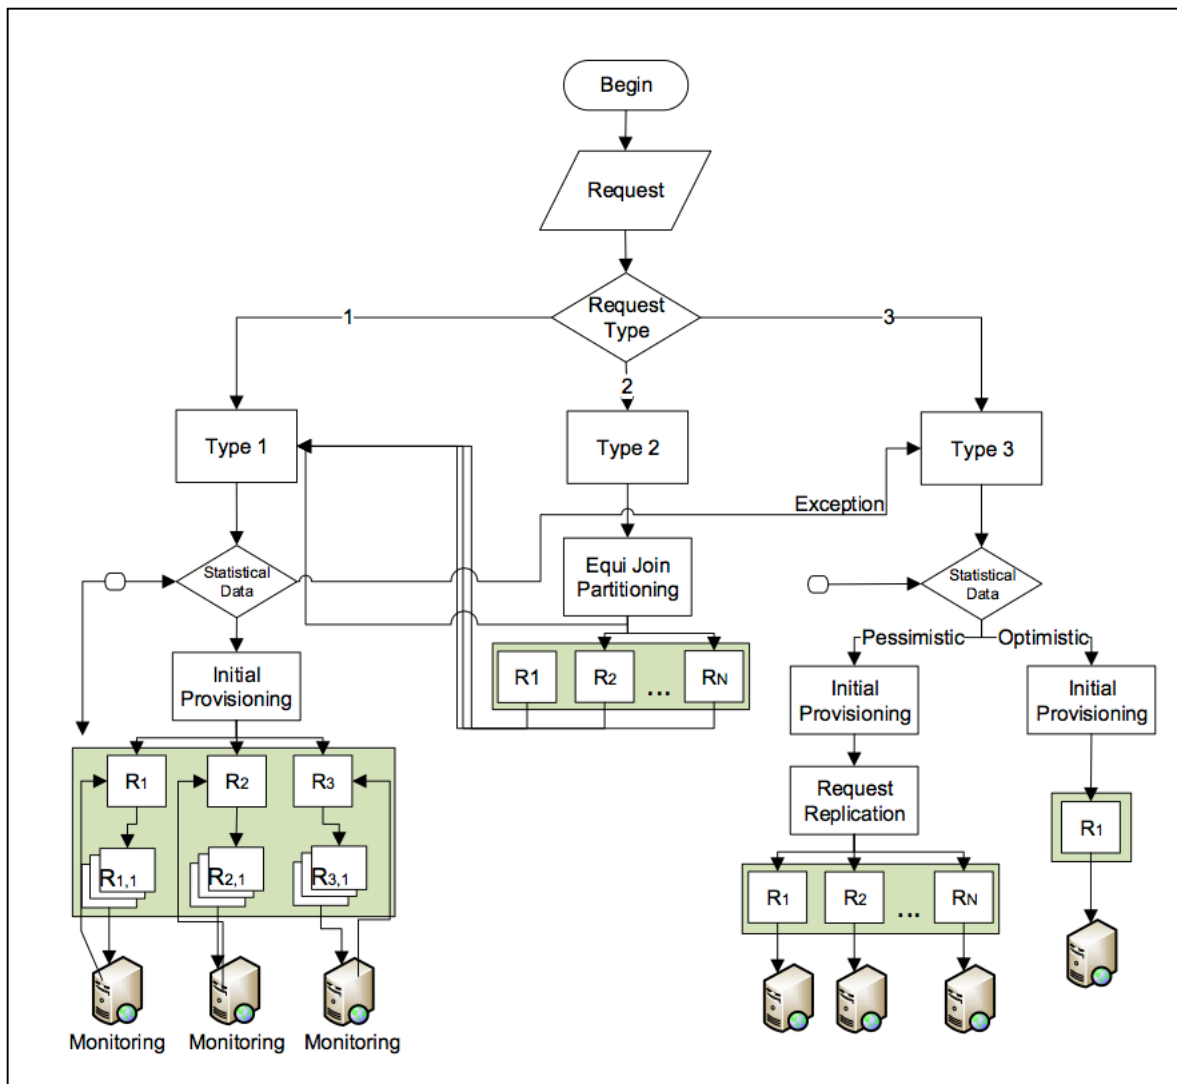 Begin
Request
Request
Type
1
3
2
Type 1
Type 2
Type 3
Exception
Statistical
Data
Equi Join
Partitioning
Statistical
Data
Pessimistic
Optimistic
Initial
Provisioning
R1
R2
...
RN
Initial
Provisioning
Initial
Provisioning
R1
R2
R3
Request
Replication
R1
R1,1
R2,1
R3,1
R1
R2
...
RN
Monitoring
Monitoring
Monitoring